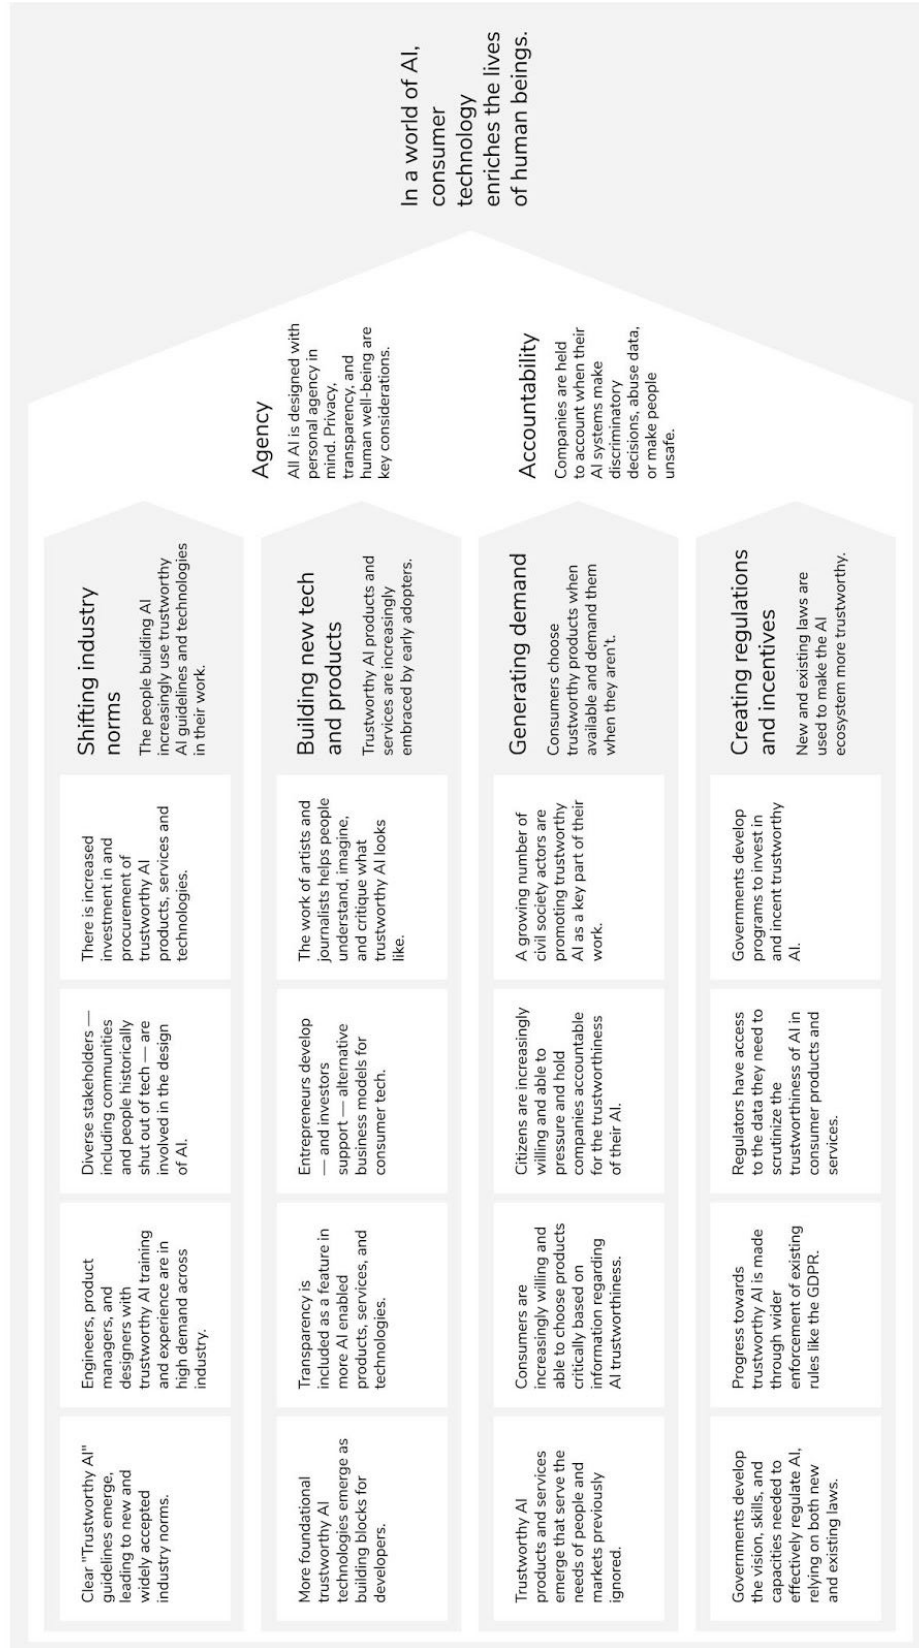 In a world of AI,
consumer
technology
enriches the lives
of human beings.
Agency
All AI is designed with
personal agency in
mind. Privacy,
transparency, and
human well-being are
key considerations.
Accountability
Companies are held
to account when their
AI systems make
discriminatory
decisions, abuse data,
or make people
unsafe.
Shifting industry
norms
The people building AI
increasingly use trustworthy
AI guidelines and technologies
in their work.
Building new tech
and products
Trustworthy AI products and
services are increasingly
embraced by early adopters.
Generating demand
Consumers choose
trustworthy products when
available and demand them
when they aren't.
Creating regulations
and incentives
New and existing laws are
used to make the AI
ecosystem more trustworthy.
There is increased
investment in and
procurement of
trustworthy AI
products, services and
technologies.
The work of artists and
journalists helps people
understand, imagine,
and critique what
trustworthy AI looks
like.
A growing number of
civil society actors are
promoting trustworthy
AI as a key part of their
work.
Governments develop
programs to invest in
and incent trustworthy
AI.
Diverse stakeholders —
including communities
and people historically
shut out of tech — are
involved in the design
of AI.
Entrepreneurs develop
— and investors
support — alternative
business models for
consumer tech.
Citizens are increasingly
willing and able to
pressure and hold
companies accountable
for the trustworthiness
of their AI.
Regulators have access
to the data they need to
scrutinize the
trustworthiness of AI in
consumer products and
services.
Engineers, product
managers, and
designers with
trustworthy AI training
and experience are in
high demand across
industry.
Transparency is
included as a feature in
more AI enabled
products, services, and
technologies.
Consumers are
increasingly willing and
able to choose products
critically based on
information regarding
AI trustworthiness.
Progress towards
trustworthy AI is made
through wider
enforcement of existing
rules like the GDPR.
Clear "Trustworthy AI"
guidelines emerge,
leading to new and
widely accepted
industry norms.
More foundational
trustworthy AI
technologies emerge as
building blocks for
developers.
Trustworthy AI
products and services
emerge that serve the
needs of people and
markets previously
ignored.
Governments develop
the vision, skills, and
capacities needed to
effectively regulate AI,
relying on both new
and existing laws.